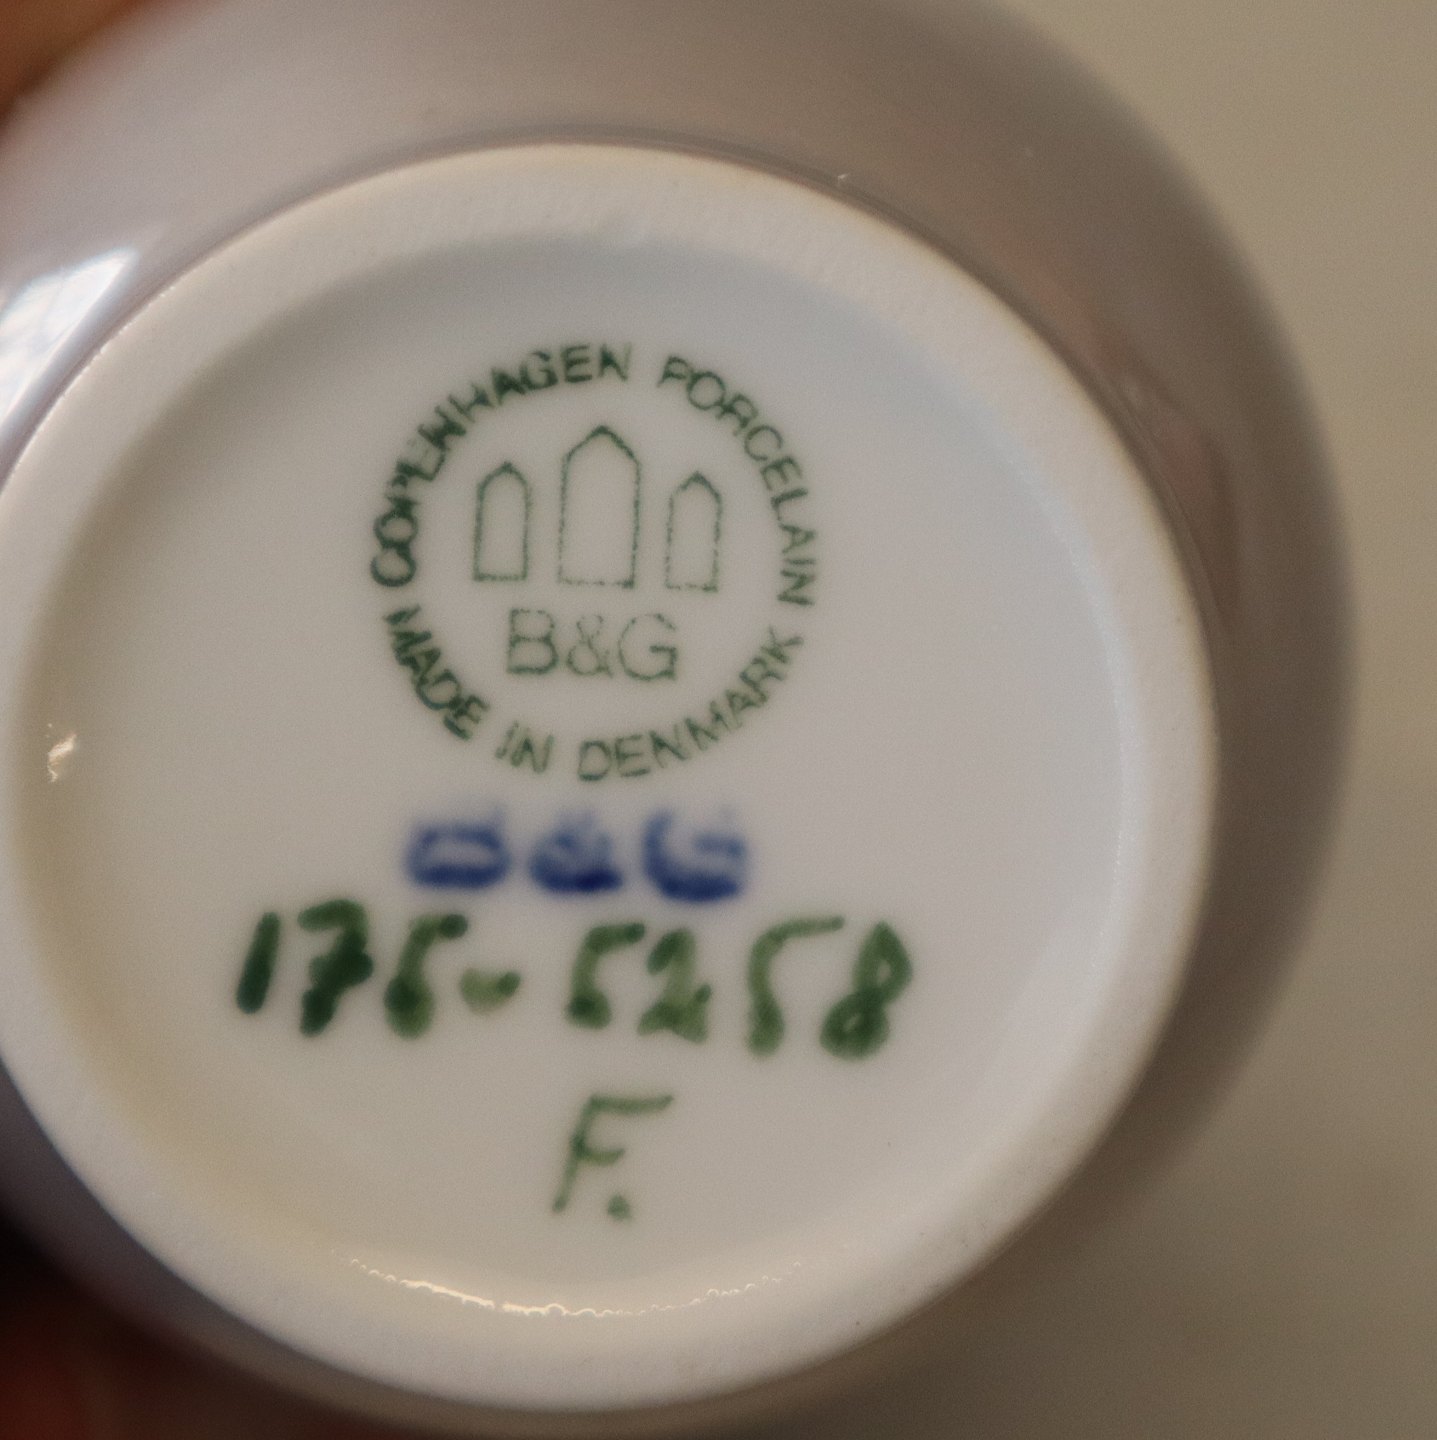 COPENHAGEN PORCELAIN
B&G
MADE IN DENMARK
B&G
175-5258
F.